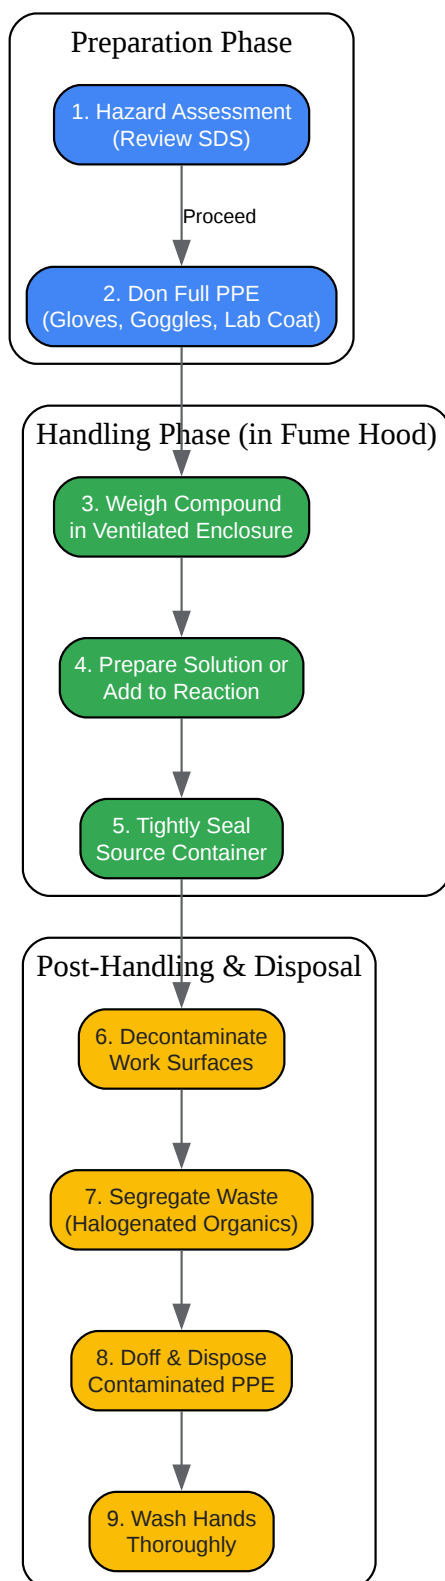 Preparation Phase
1. Hazard Assessment
(Review SDS)
Proceed
2. Don Full PPE
(Gloves, Goggles, Lab Coat)
Handling Phase (in Fume Hood)
3. Weigh Compound
in Ventilated Enclosure
4. Prepare Solution or
Add to Reaction
5. Tightly Seal
Source Container
Post-Handling & Disposal
6. Decontaminate
Work Surfaces
7. Segregate Waste
(Halogenated Organics)
8. Doff & Dispose
Contaminated PPE
9. Wash Hands
Thoroughly